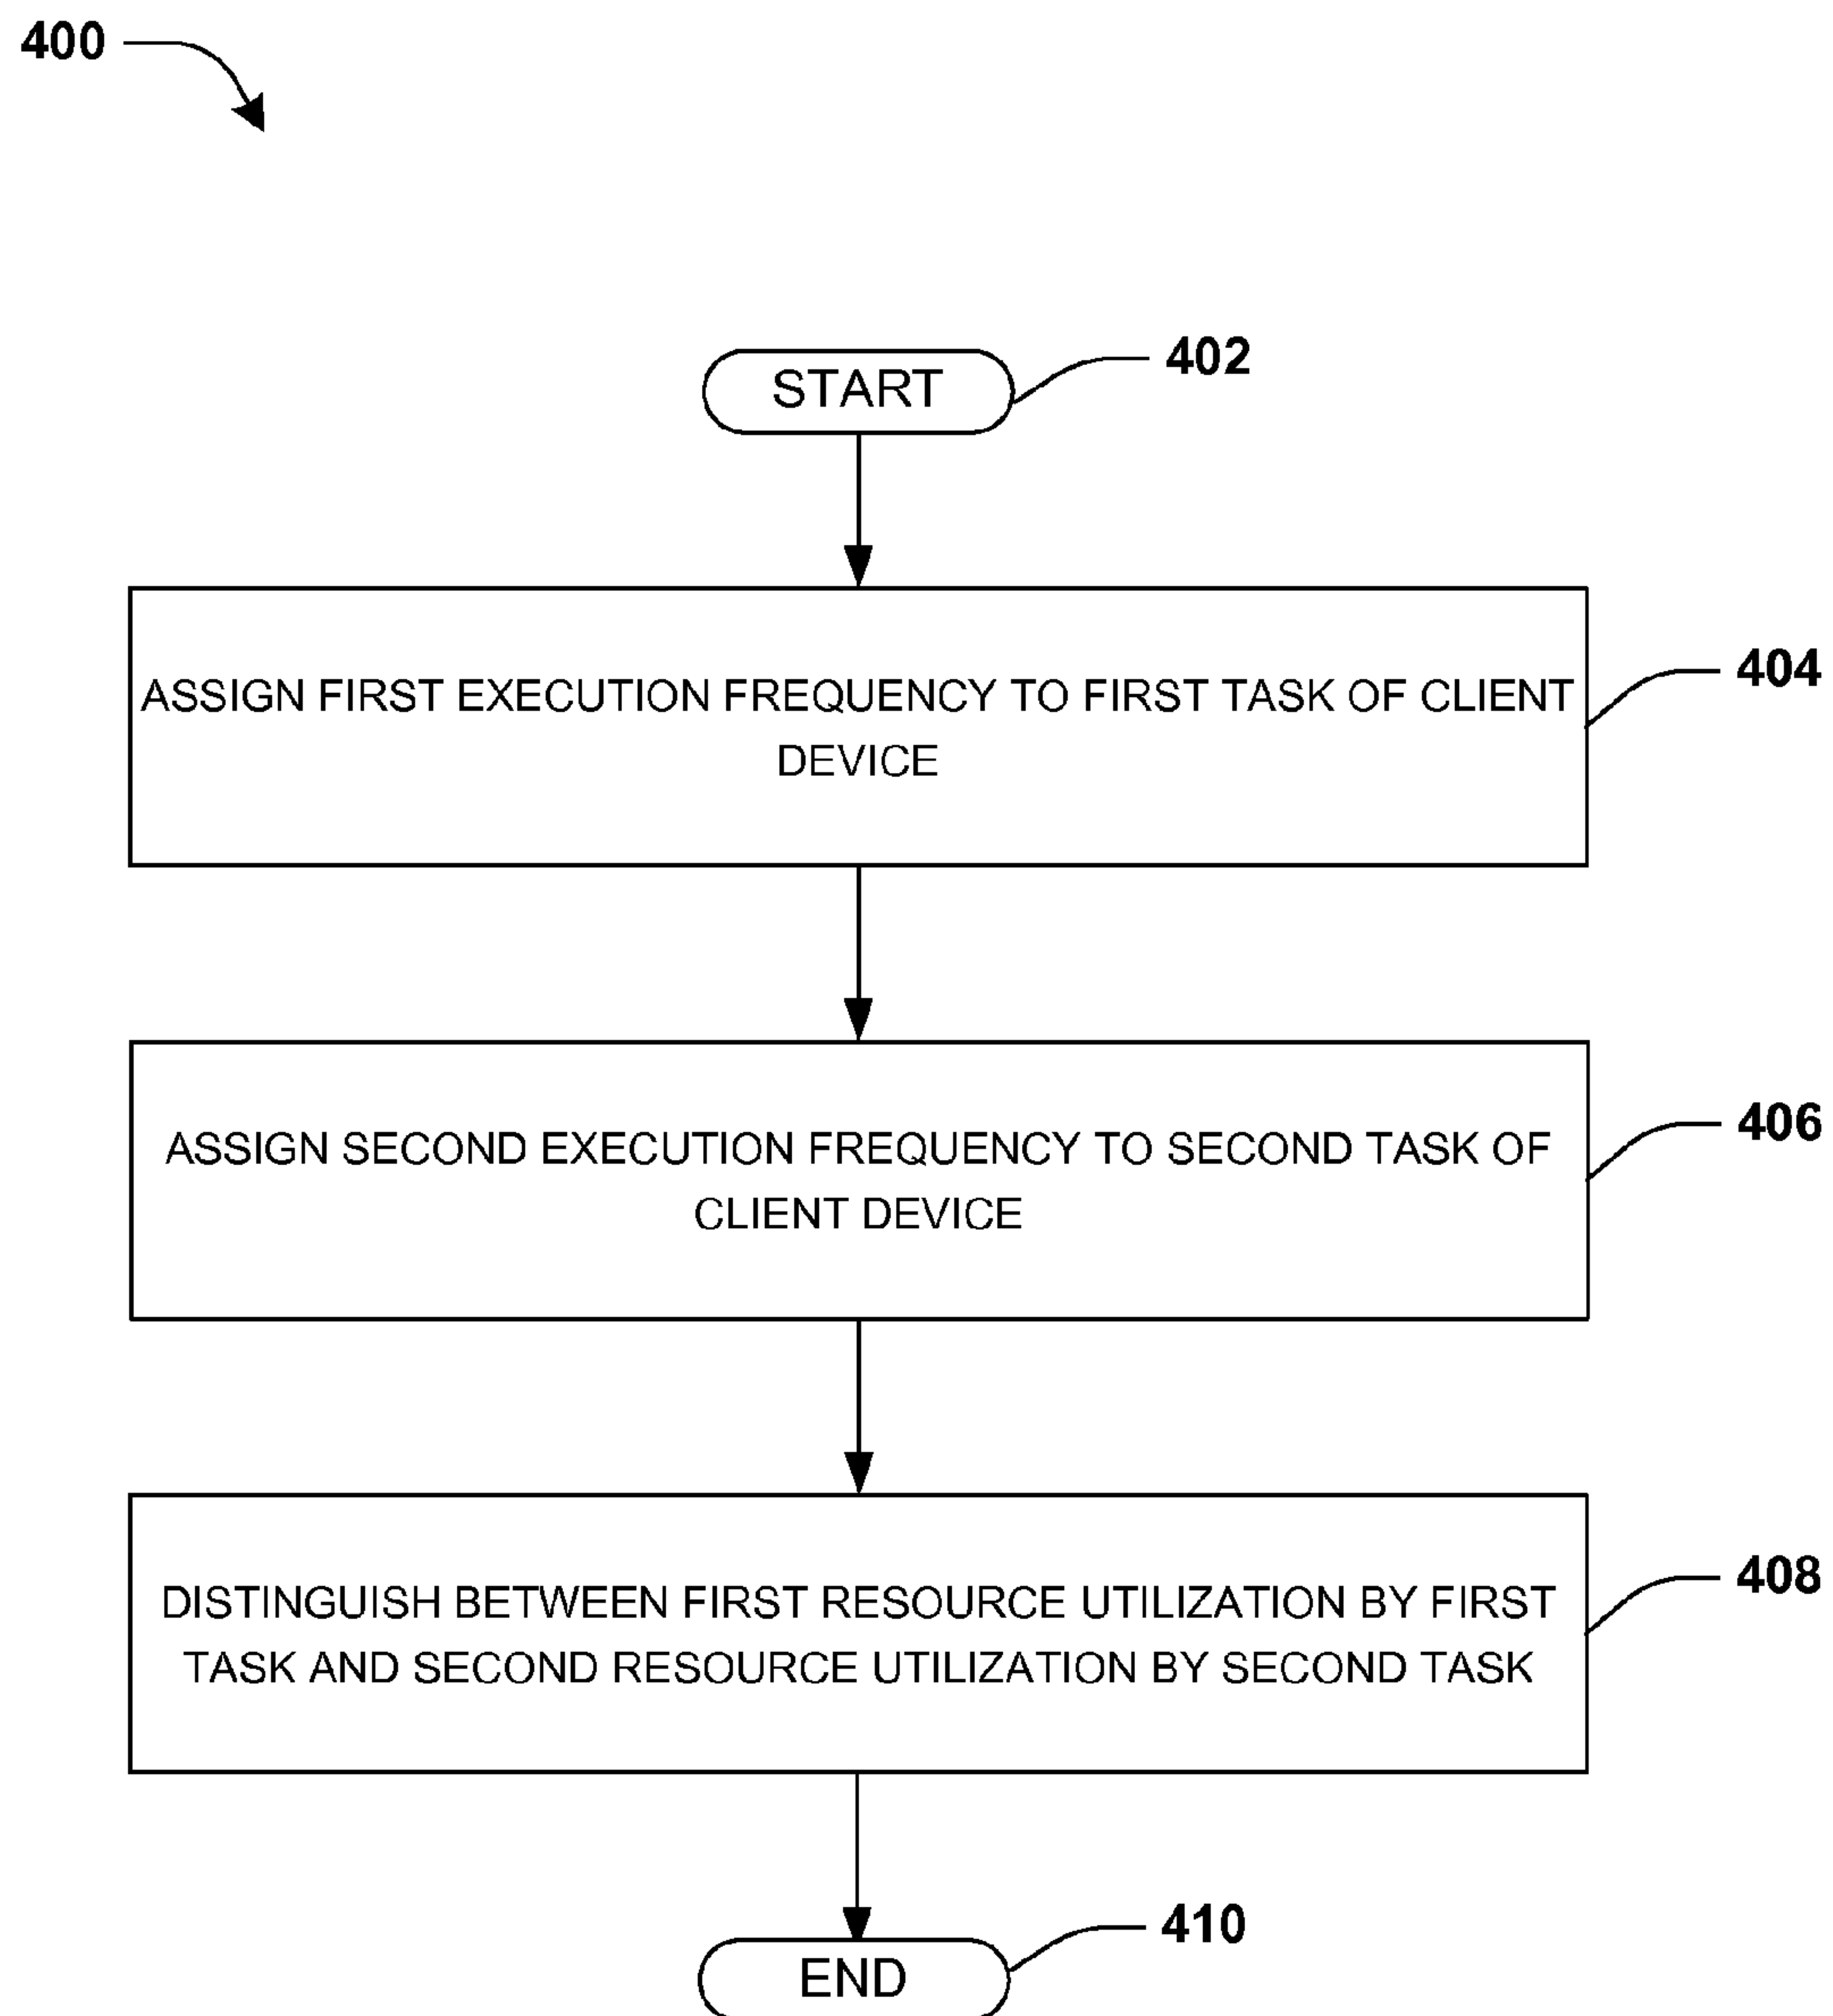 400
START
402
ASSIGN FIRST EXECUTION FREQUENCY TO FIRST TASK OF CLIENT
DEVICE
404
ASSIGN SECOND EXECUTION FREQUENCY TO SECOND TASK OF
CLIENT DEVICE
406
DISTINGUISH BETWEEN FIRST RESOURCE UTILIZATION BY FIRST
TASK AND SECOND RESOURCE UTILIZATION BY SECOND TASK
408
END
410